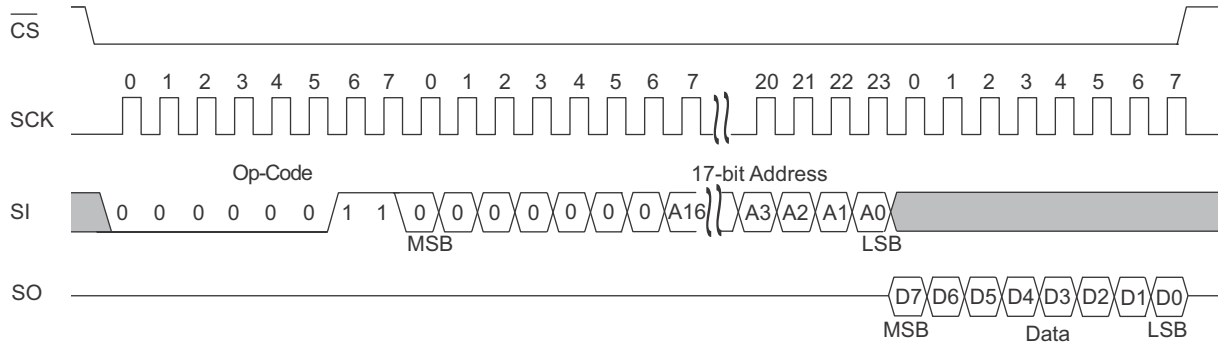 CS
0 1 2 3 4 5 6 7 0 1 2 3 4 5 6 7 20 21 22 23 0 1 2 3 4 5 6 7
SCK
Op-Code 17-bit Address
SI 0 0 0 0 0 0 1 1 0 0 0 0 0 0 0 A16 A3 A2 A1 A0
MSB LSB
SO D7 D6 D5 D4 D3 D2 D1 D0
MSB Data LSB